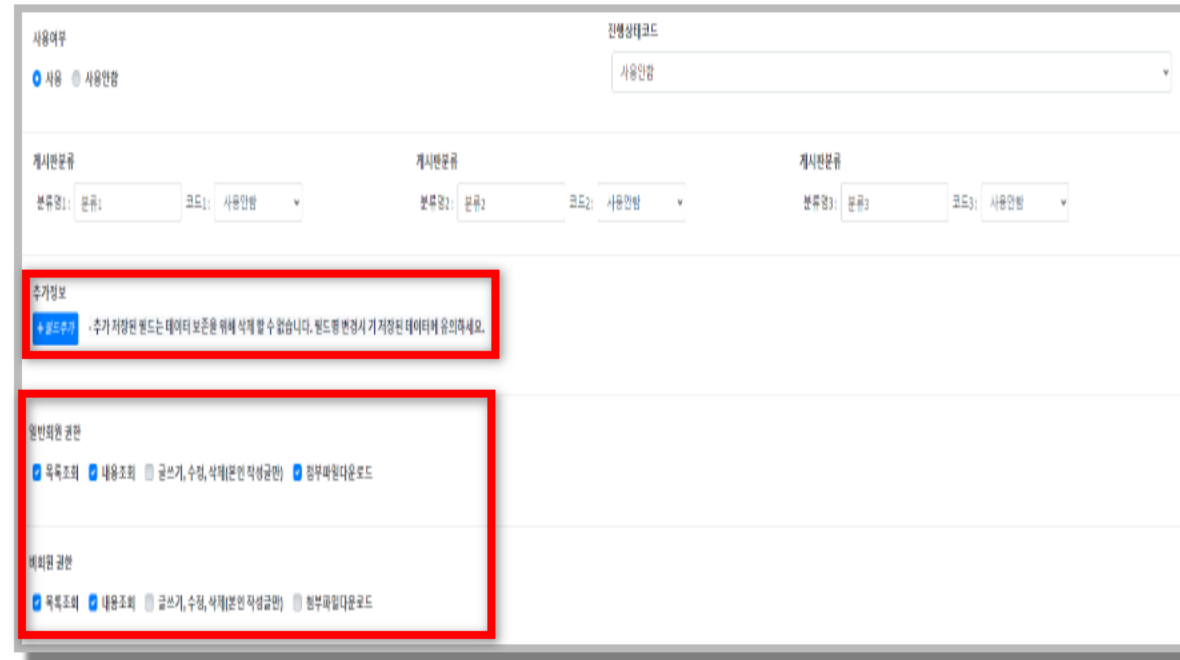 사용여부
진행상태코드
사용 사용안함
사용안함
게시판분류
게시판분류
게시판분류
분류명1: 분류1 코드1: 사용안함
분류명2: 분류2 코드2: 사용안함
분류명3: 분류3 코드3: 사용안함
추가정보
+ 필드추가 - 추가 저장된 필드는 데이터 보존을 위해 삭제 할 수 없습니다. 필드명 변경시 기 저장된 데이터에 유의하세요.
일반회원 권한
목록조회 내용조회 글쓰기, 수정, 삭제(본인 작성글만) 첨부파일다운로드
비회원 권한
목록조회 내용조회 글쓰기, 수정, 삭제(본인 작성글만) 첨부파일다운로드